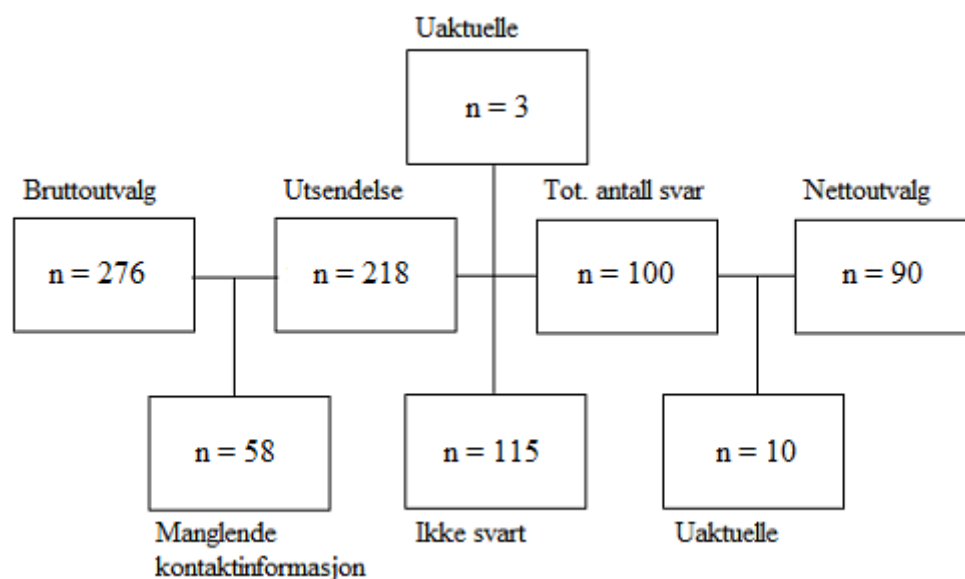 Uaktuelle
n = 3
Bruttoutvalg
Utsendelse
Tot. antall svar
Nettoutvalg
n = 276
n = 218
n = 100
n = 90
n = 58
n = 115
n = 10
Manglende
kontaktinformasjon
Ikke svart
Uaktuelle